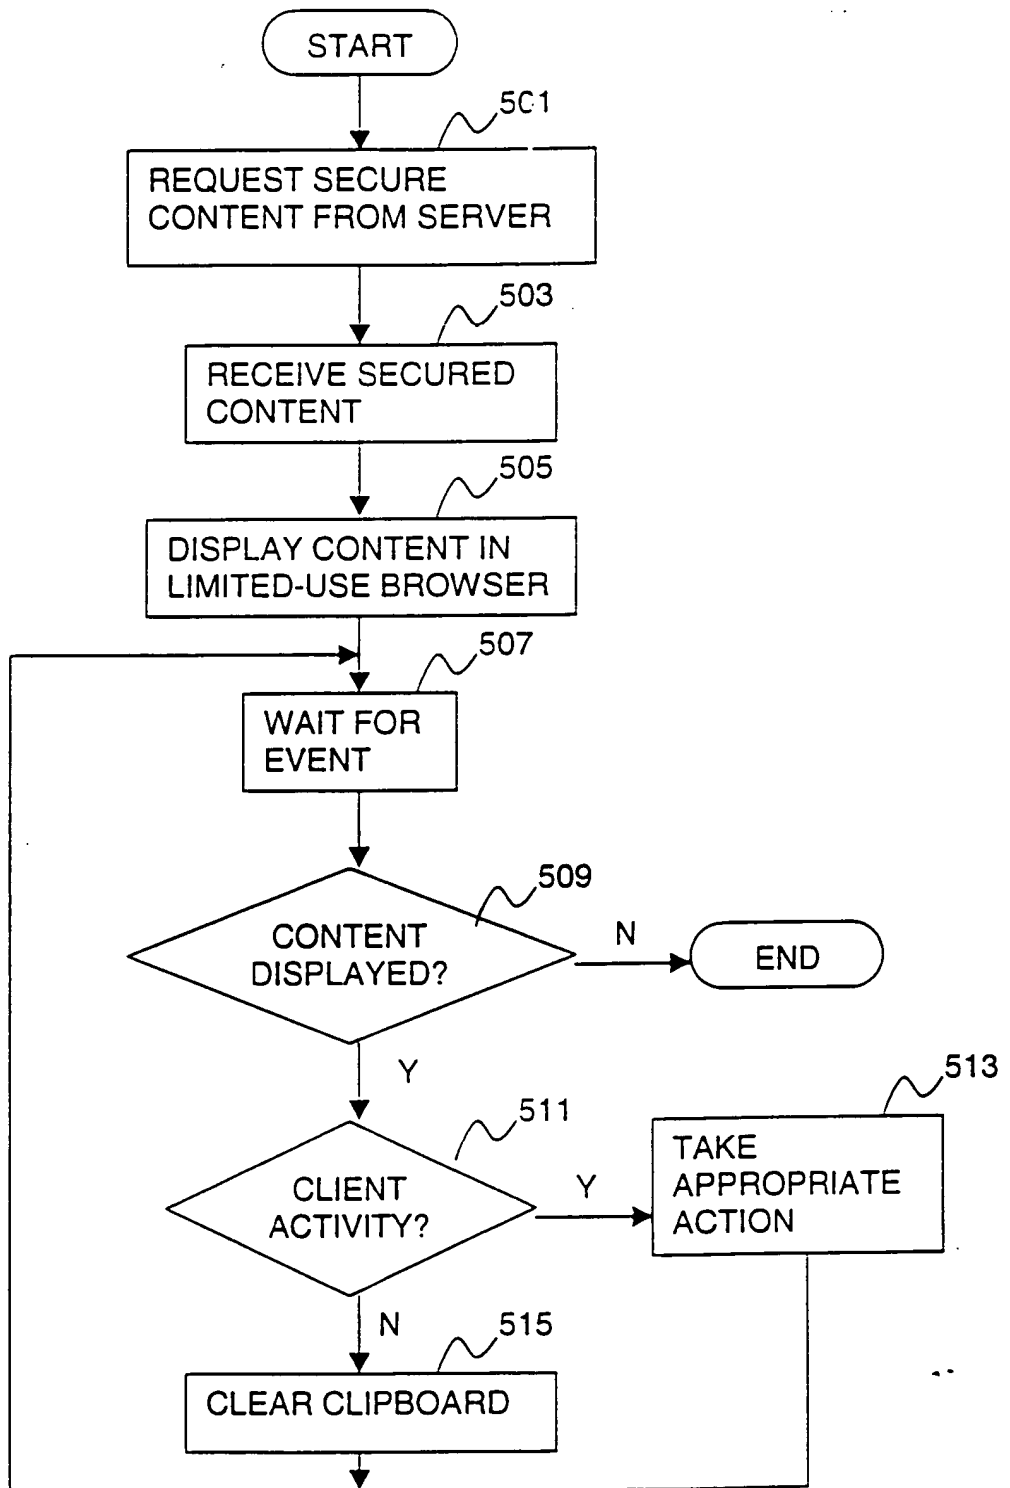 START
501
REQUEST SECURE
CONTENT FROM SERVER
503
RECEIVE SECURED
CONTENT
505
DISPLAY CONTENT IN
LIMITED-USE BROWSER
507
WAIT FOR
EVENT
509
CONTENT
DISPLAYED?
N
END
Y
513
511
CLIENT
ACTIVITY?
Y
TAKE
APPROPRIATE
ACTION
N
515
CLEAR CLIPBOARD